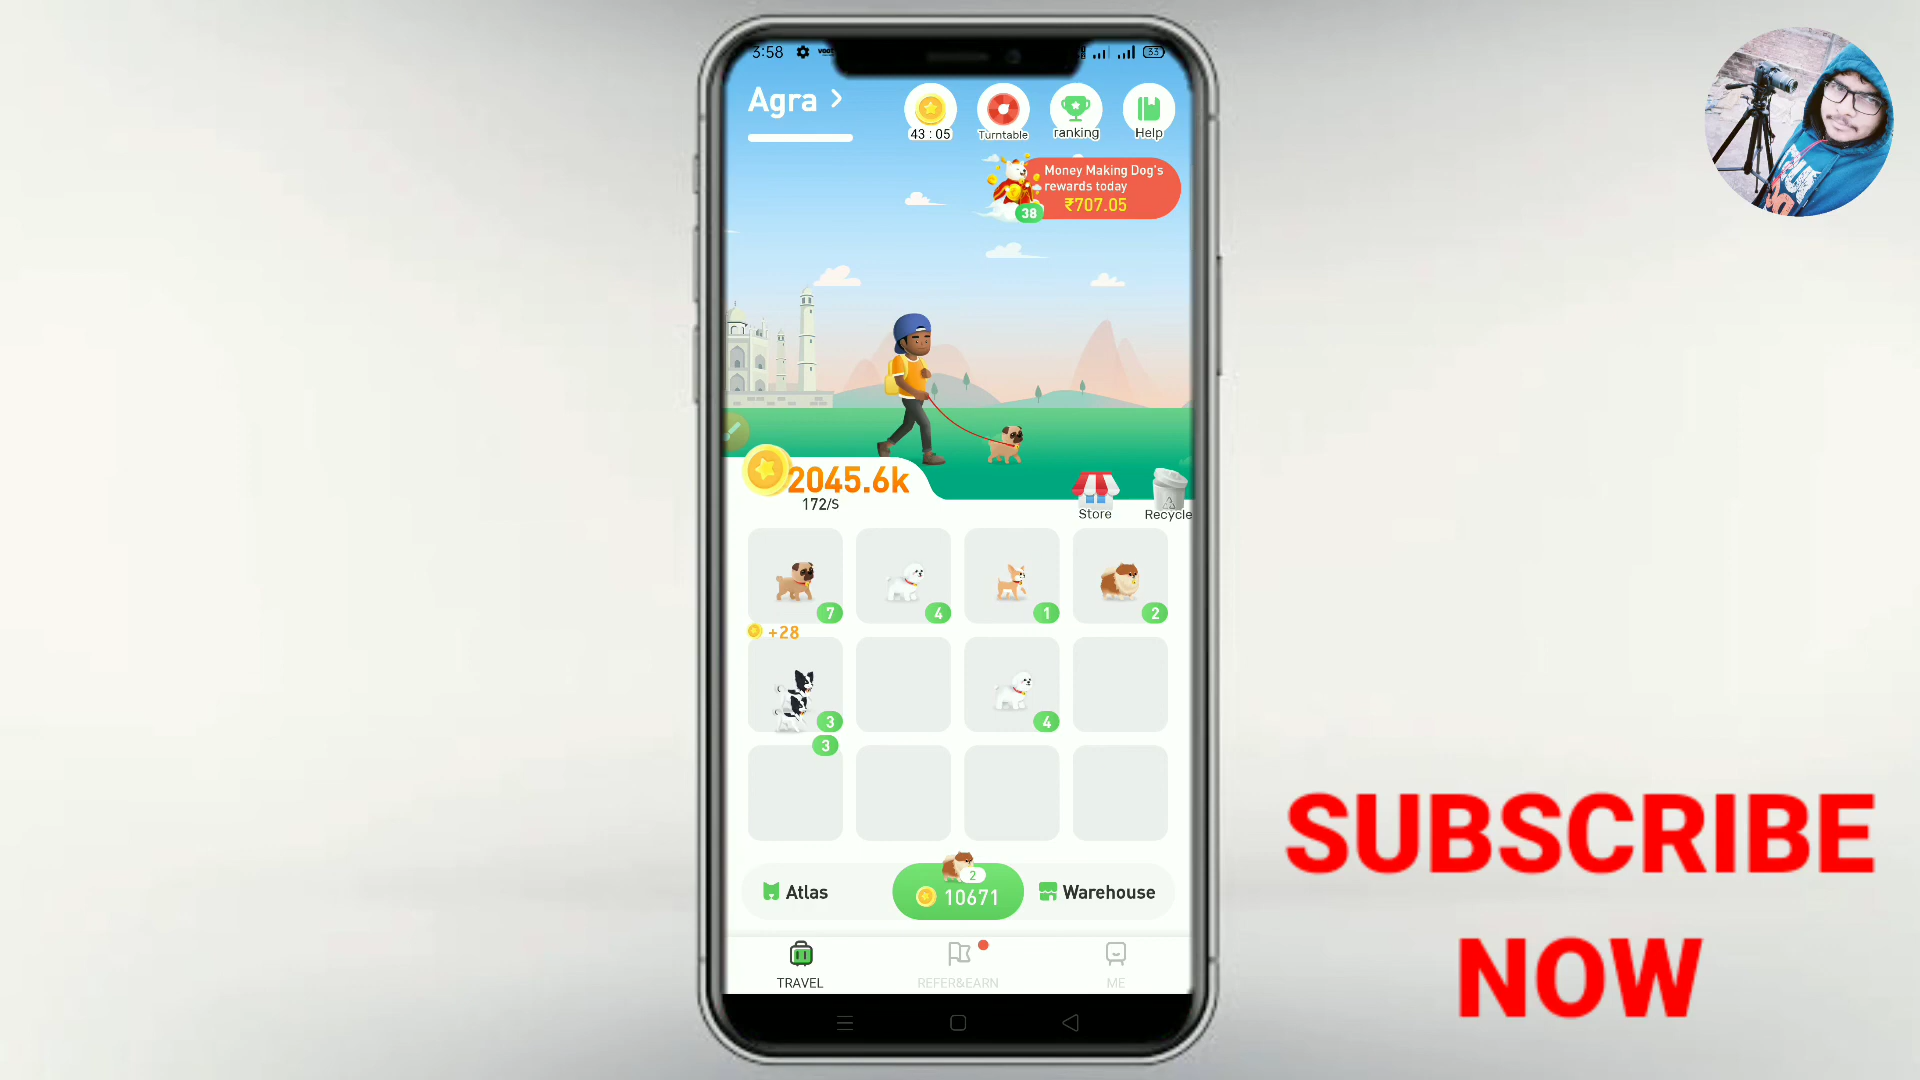 3:58
33
Agra >
43 : 05
Turntable
ranking
Help
Money Making Dog's
rewards today
₹707.05
38
2045.6k
172/S
Store
Recycle
7
4
1
2
+28
3
4
3
2
Atlas
10671
Warehouse
TRAVEL
REFER&EARN
ME
SUBSCRIBE
NOW